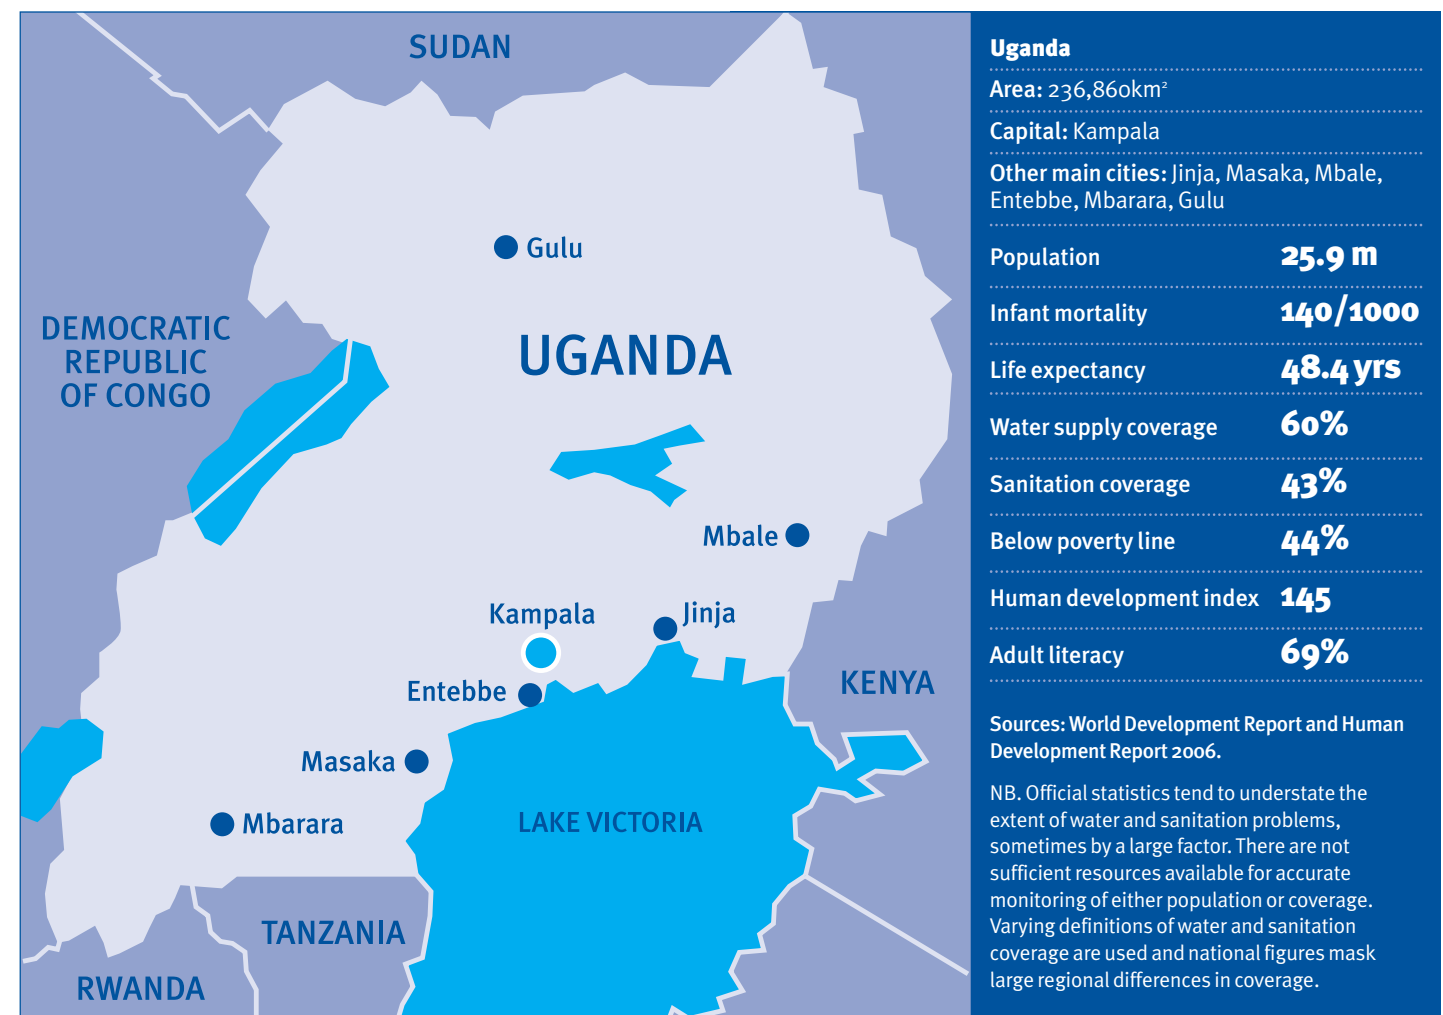 SUDAN
Gulu
DEMOCRATIC
REPUBLIC
OF CONGO
UGANDA
Mbale
Kampala
Jinja
Entebbe
KENYA
Masaka
Mbarara
LAKE VICTORIA
TANZANIA
RWANDA
Uganda
Area: 236,860km²
Capital: Kampala
Other main cities: Jinja, Masaka, Mbale,
Entebbe, Mbarara, Gulu
Population 25.9 m
Infant mortality 140/1000
Life expectancy 48.4 yrs
Water supply coverage 60%
Sanitation coverage 43%
Below poverty line 44%
Human development index 145
Adult literacy 69%
Sources: World Development Report and Human
Development Report 2006.
NB. Official statistics tend to understate the
extent of water and sanitation problems,
sometimes by a large factor. There are not
sufficient resources available for accurate
monitoring of either population or coverage.
Varying definitions of water and sanitation
coverage are used and national figures mask
large regional differences in coverage.